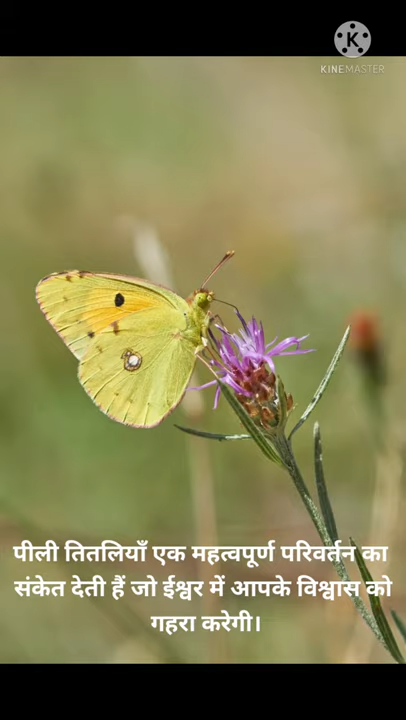 KINEMASTER
पीली तितलियाँ एक महत्वपूर्ण परिवर्तन का
संकेत देती हैं जो ईश्वर में आपके विश्वास को
गहरा करेगी।